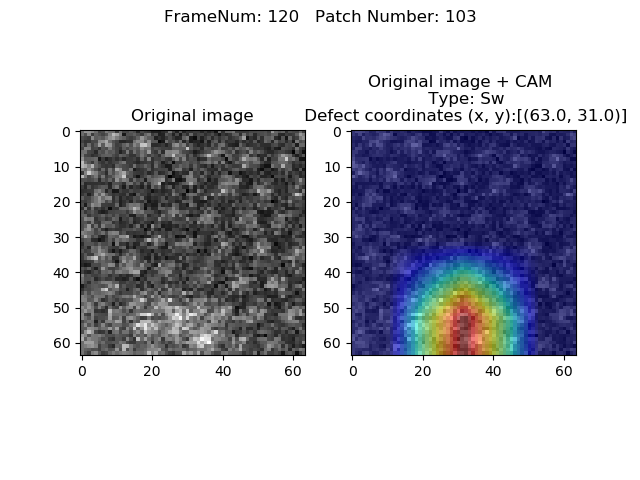 FrameNum: 120   Patch Number: 103
Original image
Original image + CAM
Type: Sw
Defect coordinates (x, y):[(63.0, 31.0)]
0
10
20
30
40
50
60
0 20 40 60
0
10
20
30
40
50
60
0 20 40 60